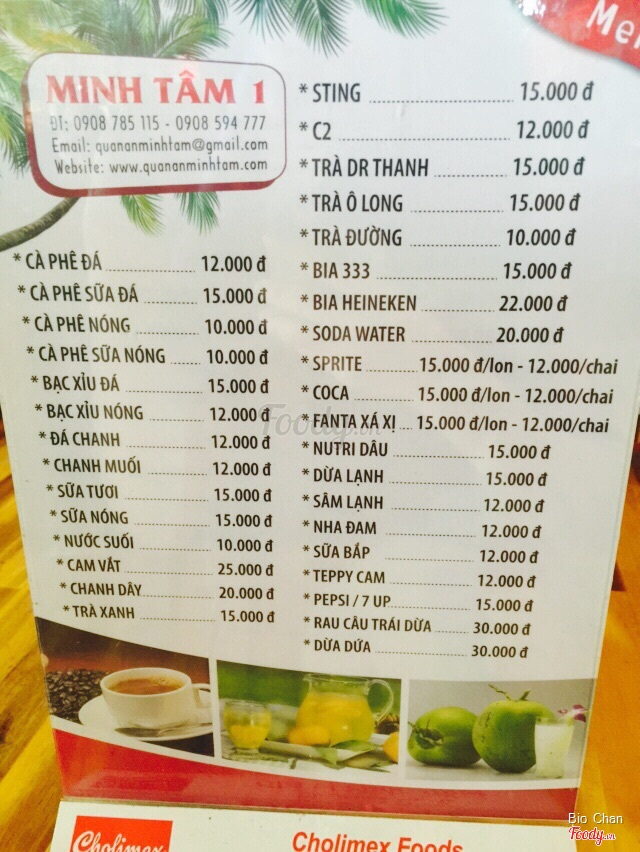 MINH TÂM 1
ĐT: 0908 785 115 - 0908 594 777
Email: quananminhtam@gmail.com
Website: www.quananminhtam.com
* CÀ PHÊ ĐÁ 12.000 đ
* CÀ PHÊ SỮA ĐÁ 15.000 đ
* CÀ PHÊ NÓNG 10.000 đ
* CÀ PHÊ SỮA NÓNG 10.000 đ
* BẠC XỈU ĐÁ 15.000 đ
* BẠC XỈU NÓNG 12.000 đ
* ĐÁ CHANH 12.000 đ
* CHANH MUỐI 12.000 đ
* SỮA TƯƠI 15.000 đ
* SỮA NÓNG 15.000 đ
* NƯỚC SUỐI 10.000 đ
* CAM VẮT 25.000 đ
* CHANH DÂY 20.000 đ
* TRÀ XANH 15.000 đ
* STING 15.000 đ
* C2 12.000 đ
* TRÀ DR THANH 15.000 đ
* TRÀ Ô LONG 15.000 đ
* TRÀ ĐƯỜNG 10.000 đ
* BIA 333 15.000 đ
* BIA HEINEKEN 22.000 đ
* SODA WATER 20.000 đ
* SPRITE 15.000 đ/lon - 12.000/chai
* COCA 15.000 đ/lon - 12.000/chai
* FANTA XÁ XỊ 15.000 đ/lon - 12.000/chai
* NUTRI DÂU 15.000 đ
* DỪA LẠNH 15.000 đ
* SÂM LẠNH 12.000 đ
* NHA ĐAM 12.000 đ
* SỮA BẮP 12.000 đ
* TEPPY CAM 12.000 đ
* PEPSI / 7 UP 15.000 đ
* RAU CÂU TRÁI DỪA 30.000 đ
* DỪA DỨA 30.000 đ
Foody.vn
Cholimex
Cholimex Foods
Bio Chan
Foody.vn